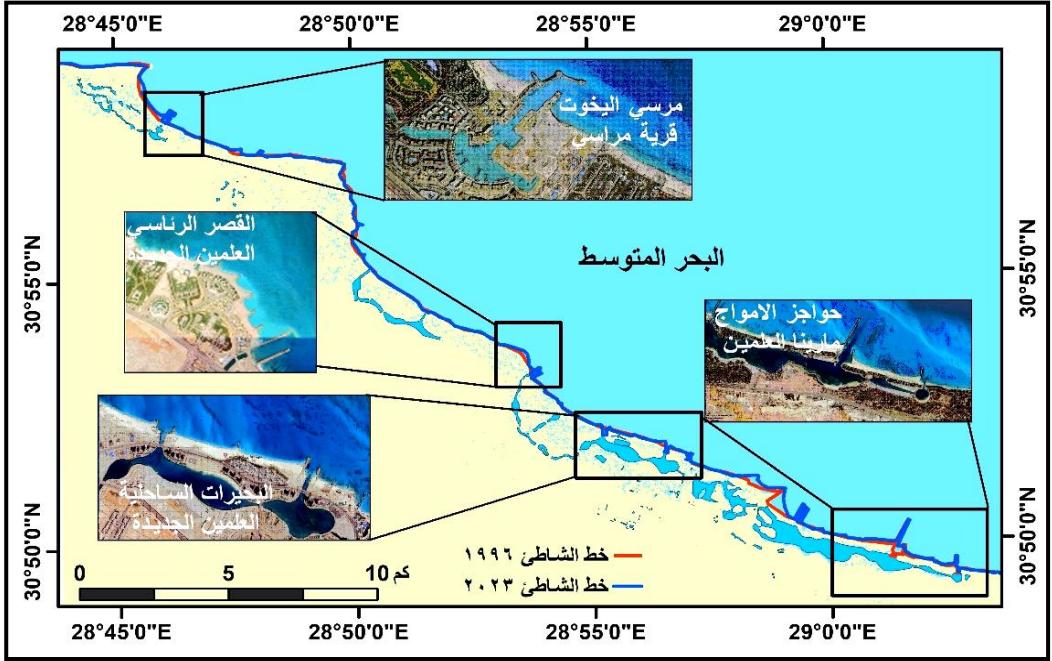 28°45'0"E 28°50'0"E 28°55'0"E 29°0'0"E
مرسي اليخوت
قرية مراسي
القصر الرئاسي
العلمين الجديدة
البحر المتوسط
30°55'0"N
30°55'0"N
حواجز الامواج
مارينا العلمين
البحيرات الساحلية
العلمين الجديدة
30°50'0"N
30°50'0"N
خط الشاطئ ١٩٩٦
خط الشاطئ ٢٠٢٣
0 5 10 كم
28°45'0"E 28°50'0"E 28°55'0"E 29°0'0"E